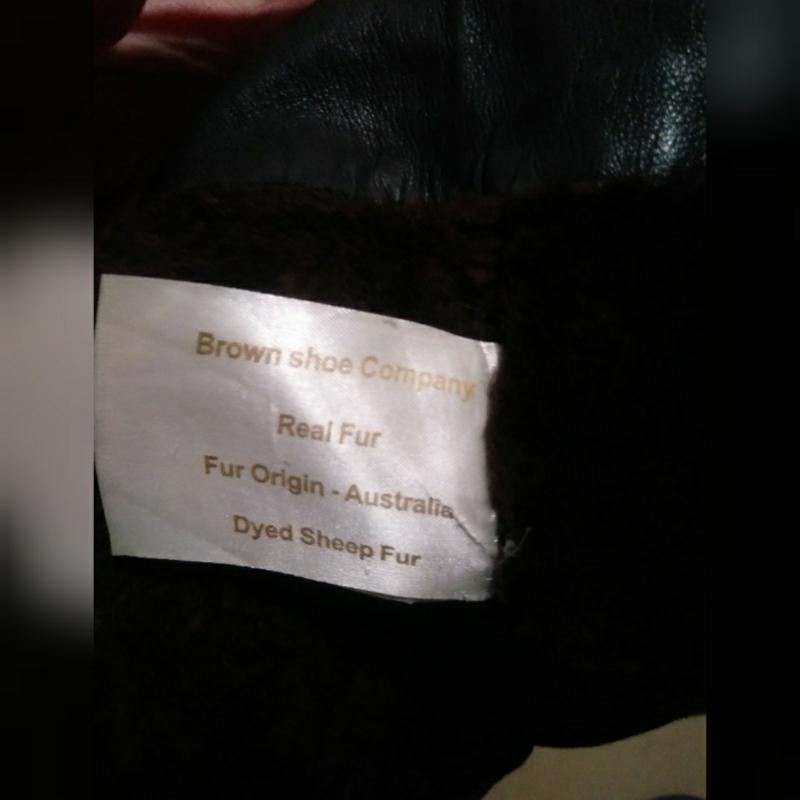 Brown shoe Company
Real Fur
Fur Origin - Australia
Dyed Sheep Fur